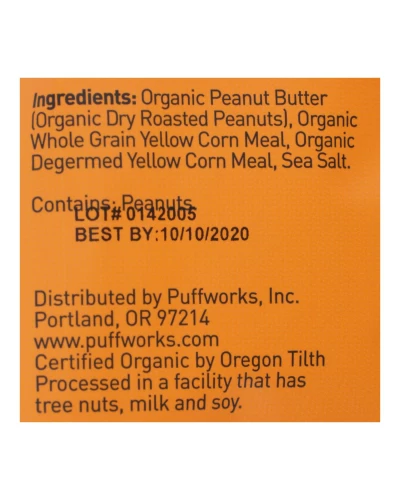 Ingredients: Organic Peanut Butter
(Organic Dry Roasted Peanuts), Organic
Whole Grain Yellow Corn Meal, Organic
Degermed Yellow Corn Meal, Sea Salt.
Contains: Peanuts.
LOT# 0142005
BEST BY:10/10/2020
Distributed by Puffworks, Inc.
Portland, OR 97214
www.puffworks.com
Certified Organic by Oregon Tilth
Processed in a facility that has
tree nuts, milk and soy.